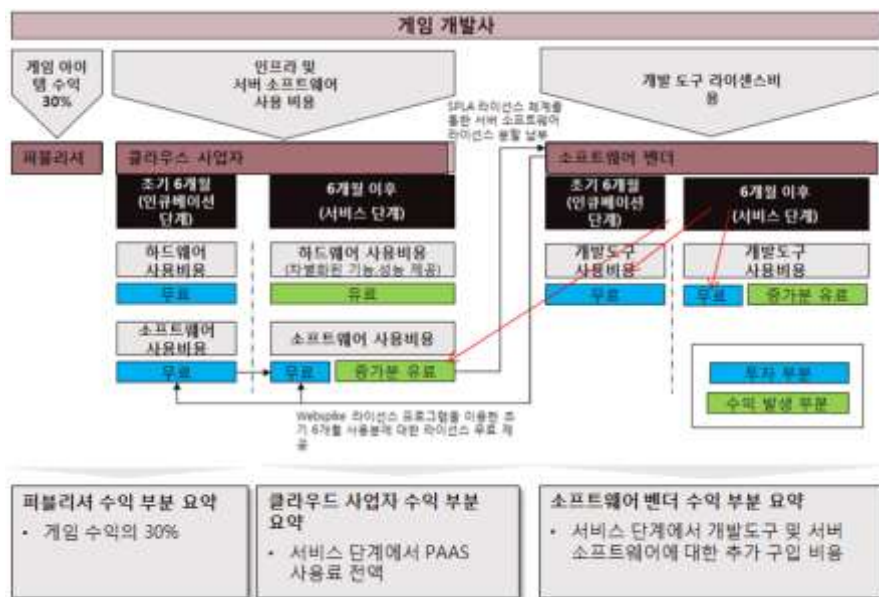 게임 개발사
게임 아이
템 수익
30%
인프라 및
서버 소프트웨어
사용 비용
개발 도구 라이센스비
용
SPLA 라이선스 체계를
통한 서버 소프트웨어
라이선스 분할 납부
퍼블리셔
클라우스 사업자
소프트웨어 벤더
초기 6개월
(인큐베이션
단계)
6개월 이후
(서비스 단계)
초기 6개월
(인큐베이션
단계)
6개월 이후
(서비스 단계)
하드웨어
사용비용
하드웨어 사용비용
(차별화된 기능.성능 제공)
개발도구
사용비용
개발도구
사용비용
무료
유료
무료
무료
증가분 유료
소프트웨어
사용비용
소프트웨어 사용비용
무료
무료
증가분 유료
투자 부분
수익 발생 부분
Webspike 라이선스 프로그램을 이용한 초
기 6개월 사용분에 대한 라이선스 무료 제
공
퍼블리셔 수익 부분 요약
• 게임 수익의 30%
클라우드 사업자 수익 부분
요약
• 서비스 단계에서 PAAS
사용료 전액
소프트웨어 벤더 수익 부분 요약
• 서비스 단계에서 개발도구 및 서버
소프트웨어에 대한 추가 구입 비용